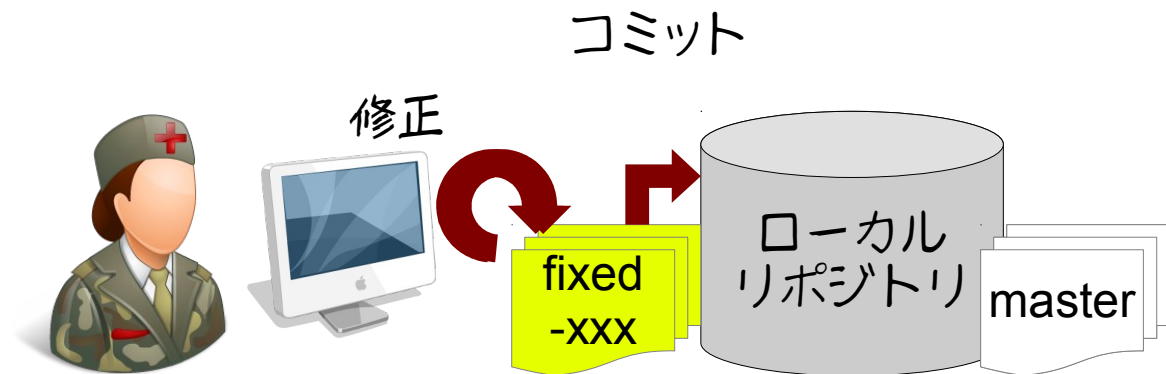 コミット
修正
fixed
-xxx
ローカル
リポジトリ
master